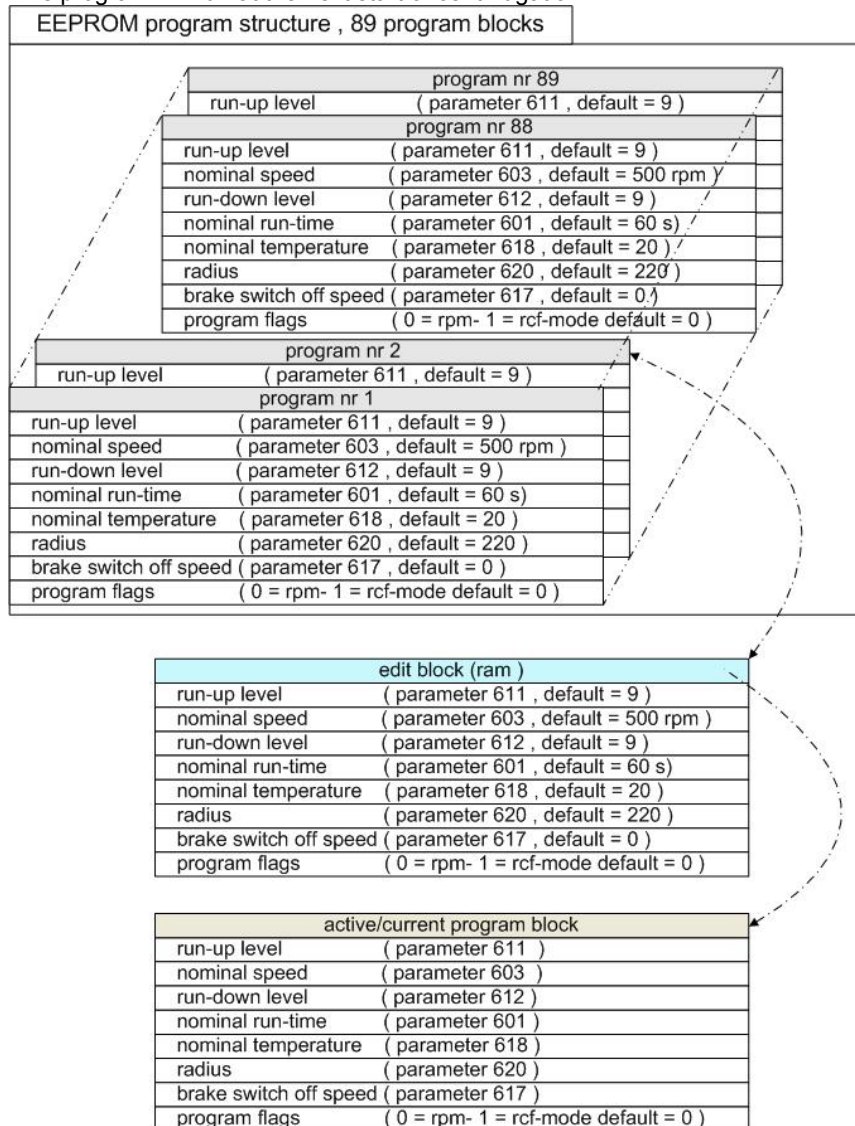 EEPROM program structure , 89 program blocks
program nr 89
run-up level ( parameter 611 , default = 9 )
program nr 88
run-up level ( parameter 611 , default = 9 )
nominal speed ( parameter 603 , default = 500 rpm )
run-down level ( parameter 612 , default = 9 )
nominal run-time ( parameter 601 , default = 60 s)
nominal temperature ( parameter 618 , default = 20 )
radius ( parameter 620 , default = 220 )
brake switch off speed ( parameter 617 , default = 0 )
program flags ( 0 = rpm- 1 = rcf-mode default = 0 )
program nr 2
run-up level ( parameter 611 , default = 9 )
program nr 1
run-up level ( parameter 611 , default = 9 )
nominal speed ( parameter 603 , default = 500 rpm )
run-down level ( parameter 612 , default = 9 )
nominal run-time ( parameter 601 , default = 60 s)
nominal temperature ( parameter 618 , default = 20 )
radius ( parameter 620 , default = 220 )
brake switch off speed ( parameter 617 , default = 0 )
program flags ( 0 = rpm- 1 = rcf-mode default = 0 )
edit block (ram )
run-up level ( parameter 611 , default = 9 )
nominal speed ( parameter 603 , default = 500 rpm )
run-down level ( parameter 612 , default = 9 )
nominal run-time ( parameter 601 , default = 60 s)
nominal temperature ( parameter 618 , default = 20 )
radius ( parameter 620 , default = 220 )
brake switch off speed ( parameter 617 , default = 0 )
program flags ( 0 = rpm- 1 = rcf-mode default = 0 )
active/current program block
run-up level ( parameter 611 )
nominal speed ( parameter 603 )
run-down level ( parameter 612 )
nominal run-time ( parameter 601 )
nominal temperature ( parameter 618 )
radius ( parameter 620 )
brake switch off speed ( parameter 617 )
program flags ( 0 = rpm- 1 = rcf-mode default = 0 )